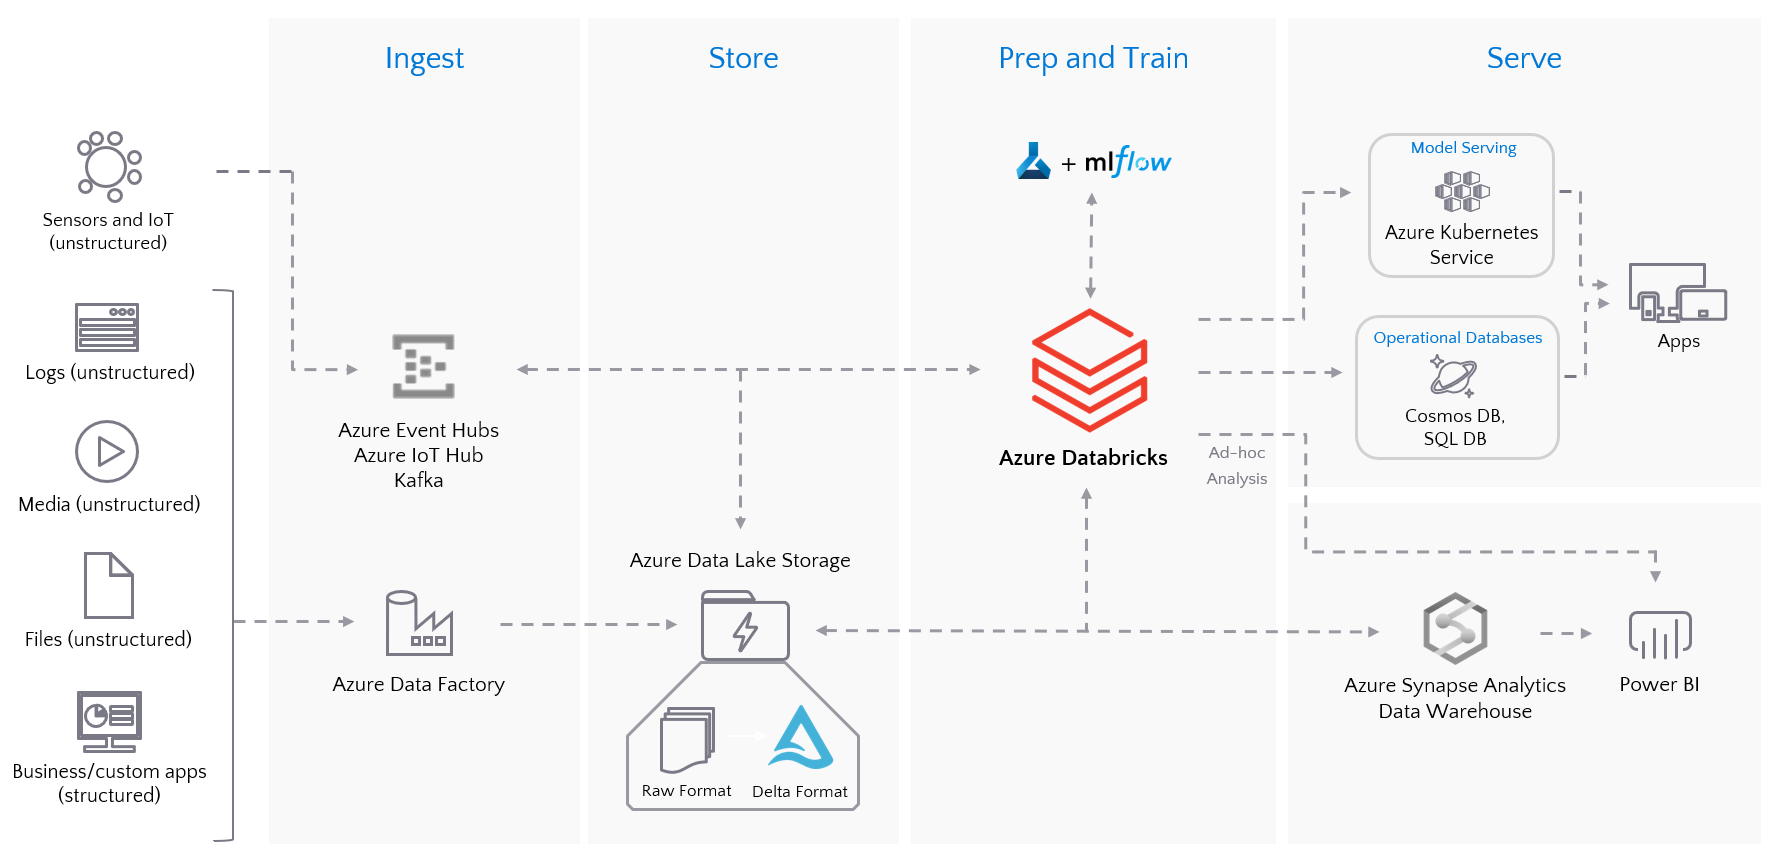 Ingest
Store
Prep and Train
Serve
Sensors and IoT
(unstructured)
Logs (unstructured)
Media (unstructured)
Files (unstructured)
Business/custom apps
(structured)
Azure Event Hubs
Azure IoT Hub
Kafka
Azure Data Factory
Azure Data Lake Storage
Raw Format
Delta Format
+ mlflow
Azure Databricks
Ad-hoc
Analysis
Model Serving
Azure Kubernetes
Service
Operational Databases
Cosmos DB,
SQL DB
Apps
Azure Synapse Analytics
Data Warehouse
Power BI